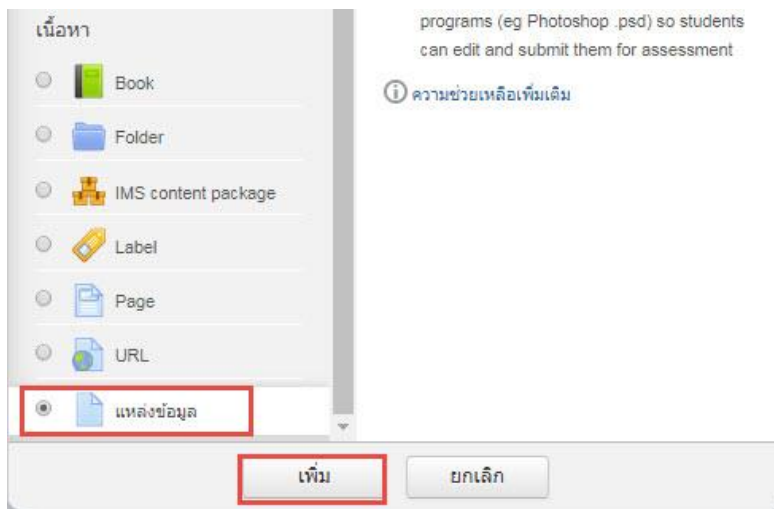 เนื้อหา
Book
Folder
IMS content package
Label
Page
URL
แหล่งข้อมูล
programs (eg Photoshop .psd) so students
can edit and submit them for assessment
ความช่วยเหลือเพิ่มเติม
เพิ่ม
ยกเลิก